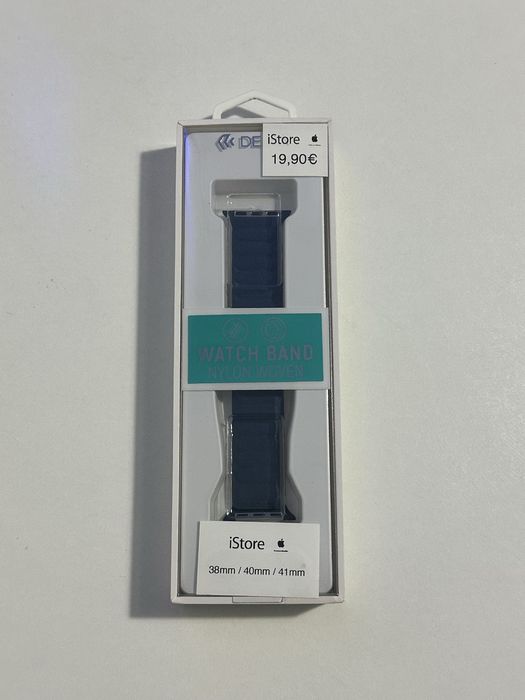 DE
iStore
19,90€
WATCH BAND
NYLON WOVEN
iStore
38mm / 40mm / 41mm